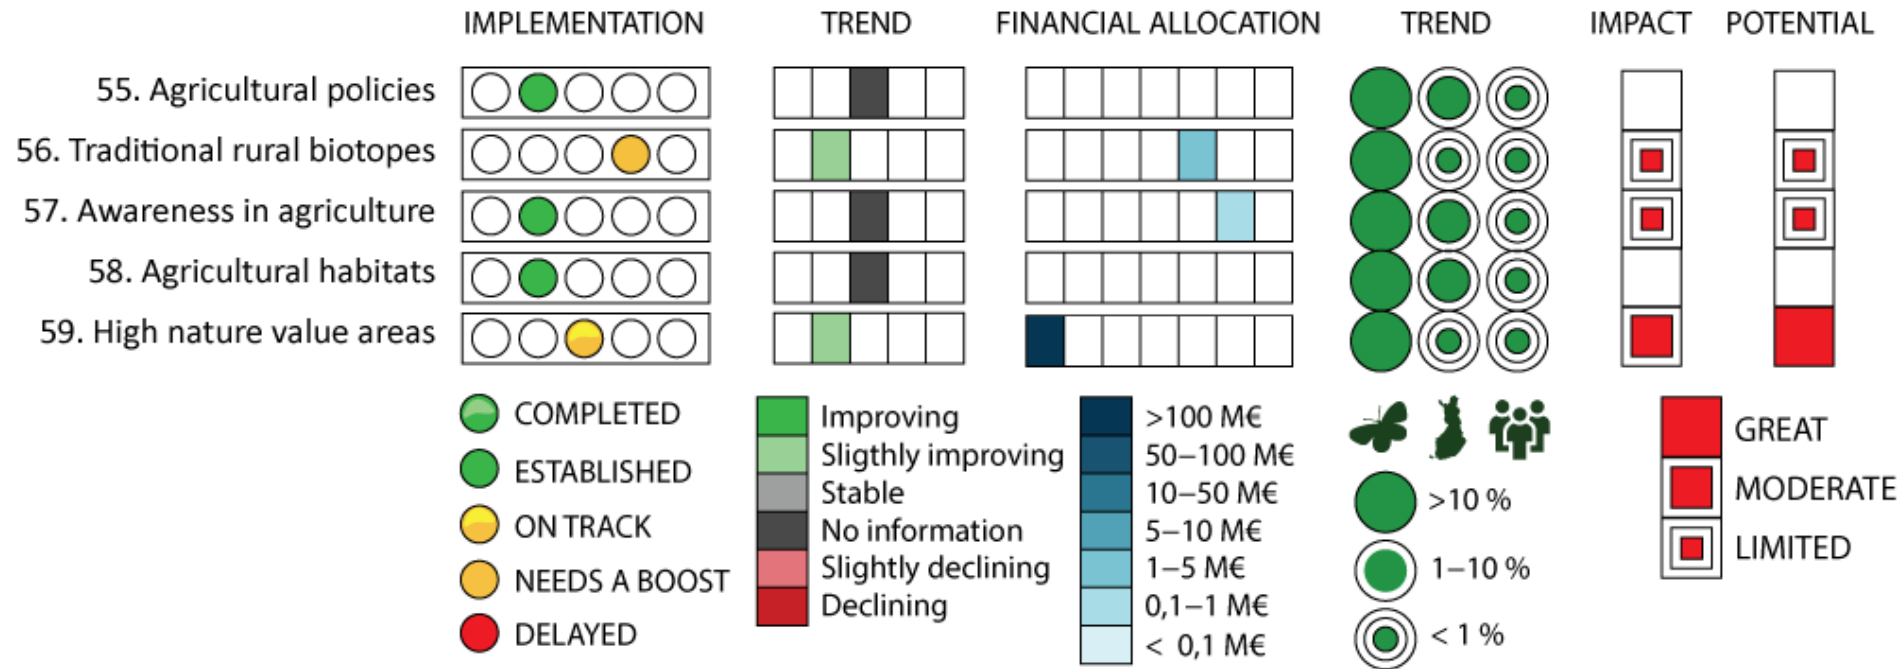 IMPLEMENTATION TREND FINANCIAL ALLOCATION TREND IMPACT POTENTIAL
55. Agricultural policies
56. Traditional rural biotopes
57. Awareness in agriculture
58. Agricultural habitats
59. High nature value areas
COMPLETED
ESTABLISHED
ON TRACK
NEEDS A BOOST
DELAYED
Improving
Sligthly improving
Stable
No information
Slightly declining
Declining
>100 M€
50–100 M€
10–50 M€
5–10 M€
1–5 M€
0,1–1 M€
< 0,1 M€
>10 %
1–10 %
< 1 %
GREAT
MODERATE
LIMITED